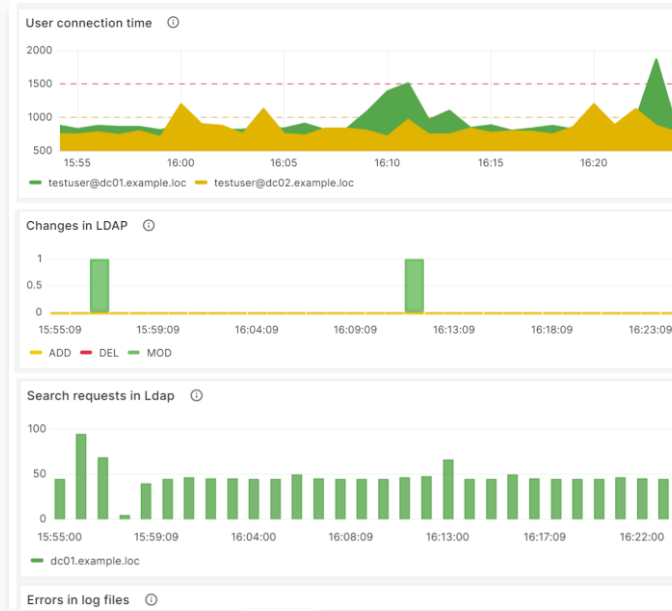 User connection time
2000
1500
1000
500
15:55 16:00 16:05 16:10 16:15 16:20
testuser@dc01.example.loc testuser@dc02.example.loc
Changes in LDAP
1
0.5
0
15:55:09 15:59:09 16:04:09 16:09:09 16:13:09 16:18:09 16:23:09
ADD DEL MOD
Search requests in Ldap
100
50
0
15:55:00 15:59:09 16:04:00 16:08:09 16:13:00 16:17:09 16:22:00
dc01.example.loc
Errors in log files